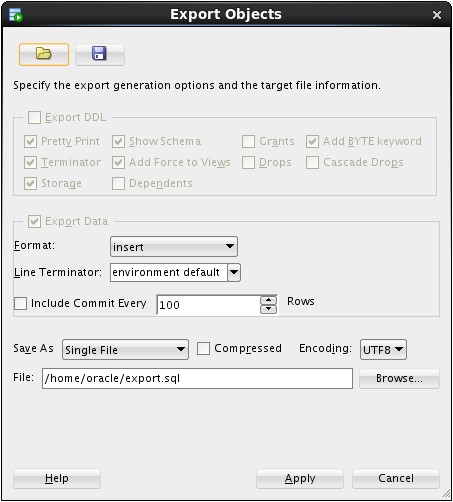 Export Objects
Specify the export generation options and the target file information.
Export DDL
Pretty Print Show Schema Grants Add BYTE keyword
Terminator Add Force to Views Drops Cascade Drops
Storage Dependents
Export Data
Format: insert
Line Terminator: environment default
Include Commit Every 100 Rows
Save As Single File Compressed Encoding: UTF8
File: /home/oracle/export.sql Browse...
Help Apply Cancel